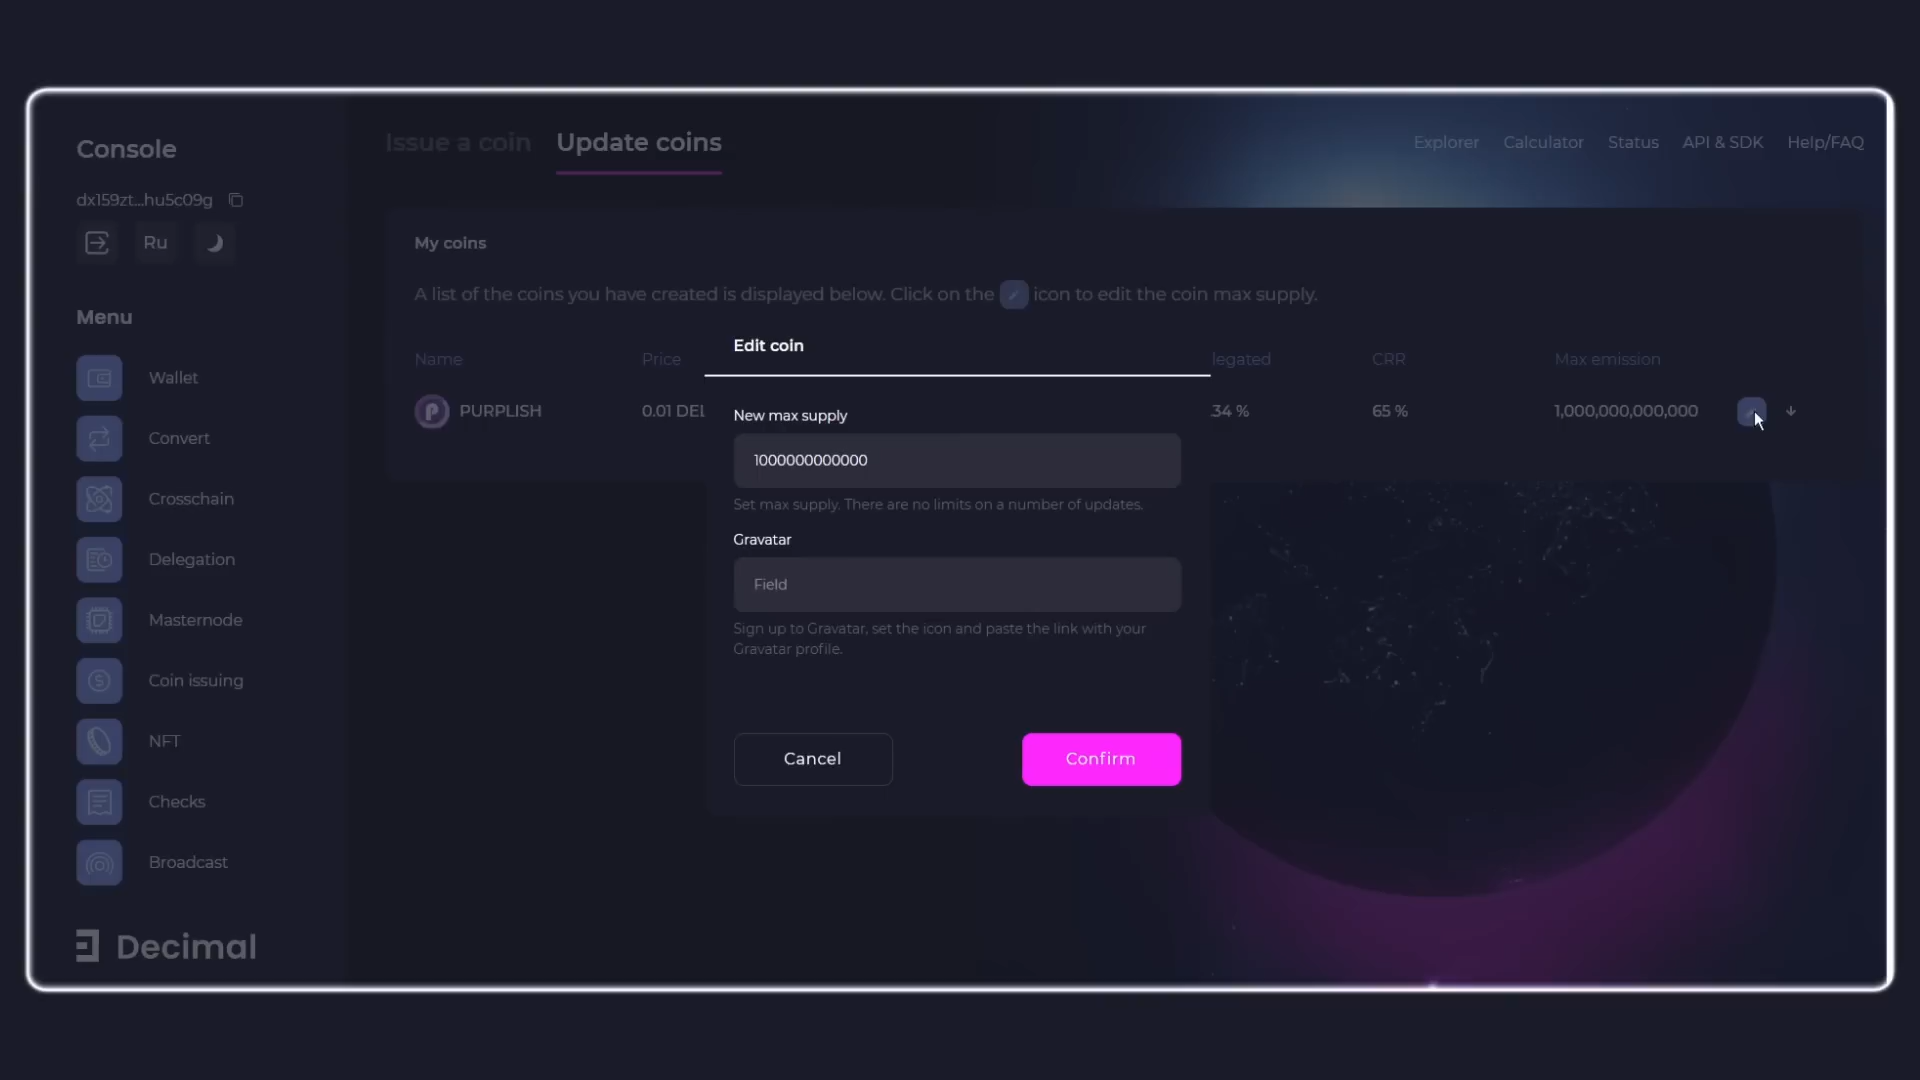 Console
dx159zt...hu5c09g
Ru
Menu
Wallet
Convert
Crosschain
Delegation
Masternode
Coin issuing
NFT
Checks
Broadcast
Decimal
Issue a coin Update coins
Explorer Calculator Status API & SDK Help/FAQ
My coins
A list of the coins you have created is displayed below. Click on the icon to edit the coin max supply.
Name Price legated CRR Max emission
PURPLISH 0.01 DEL 34 % 65 % 1,000,000,000,000
Edit coin
New max supply
1000000000000
Set max supply. There are no limits on a number of updates.
Gravatar
Field
Sign up to Gravatar, set the icon and paste the link with your
Gravatar profile.
Cancel Confirm